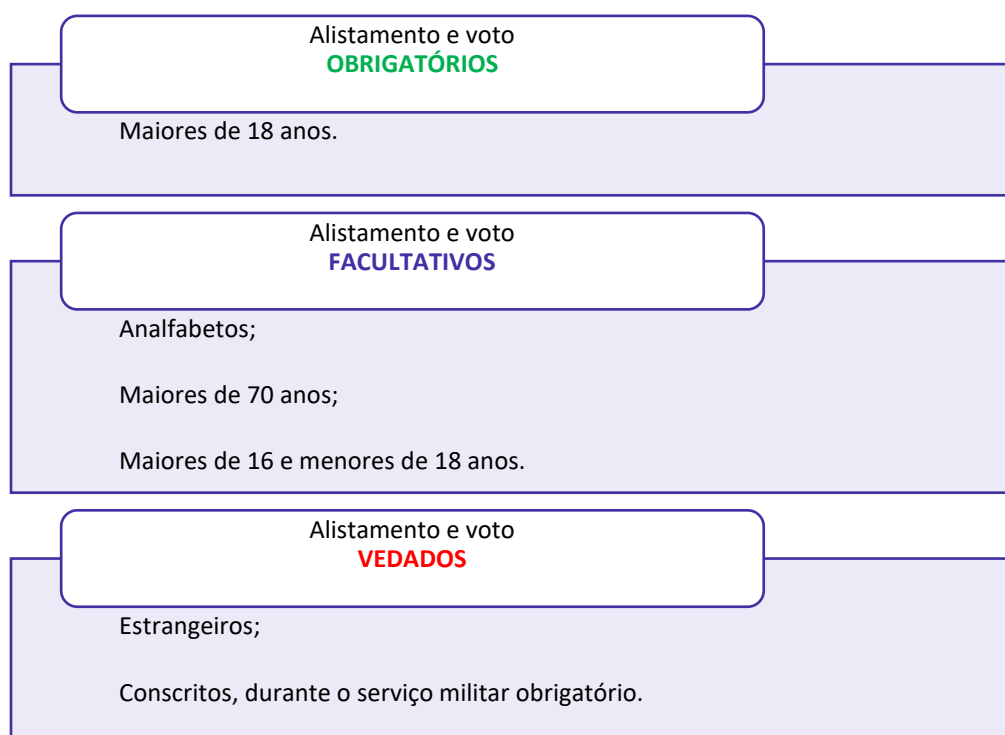 Alistamento e voto
OBRIGATÓRIOS
Maiores de 18 anos.
Alistamento e voto
FACULTATIVOS
Analfabetos;
Maiores de 70 anos;
Maiores de 16 e menores de 18 anos.
Alistamento e voto
VEDADOS
Estrangeiros;
Conscritos, durante o serviço militar obrigatório.